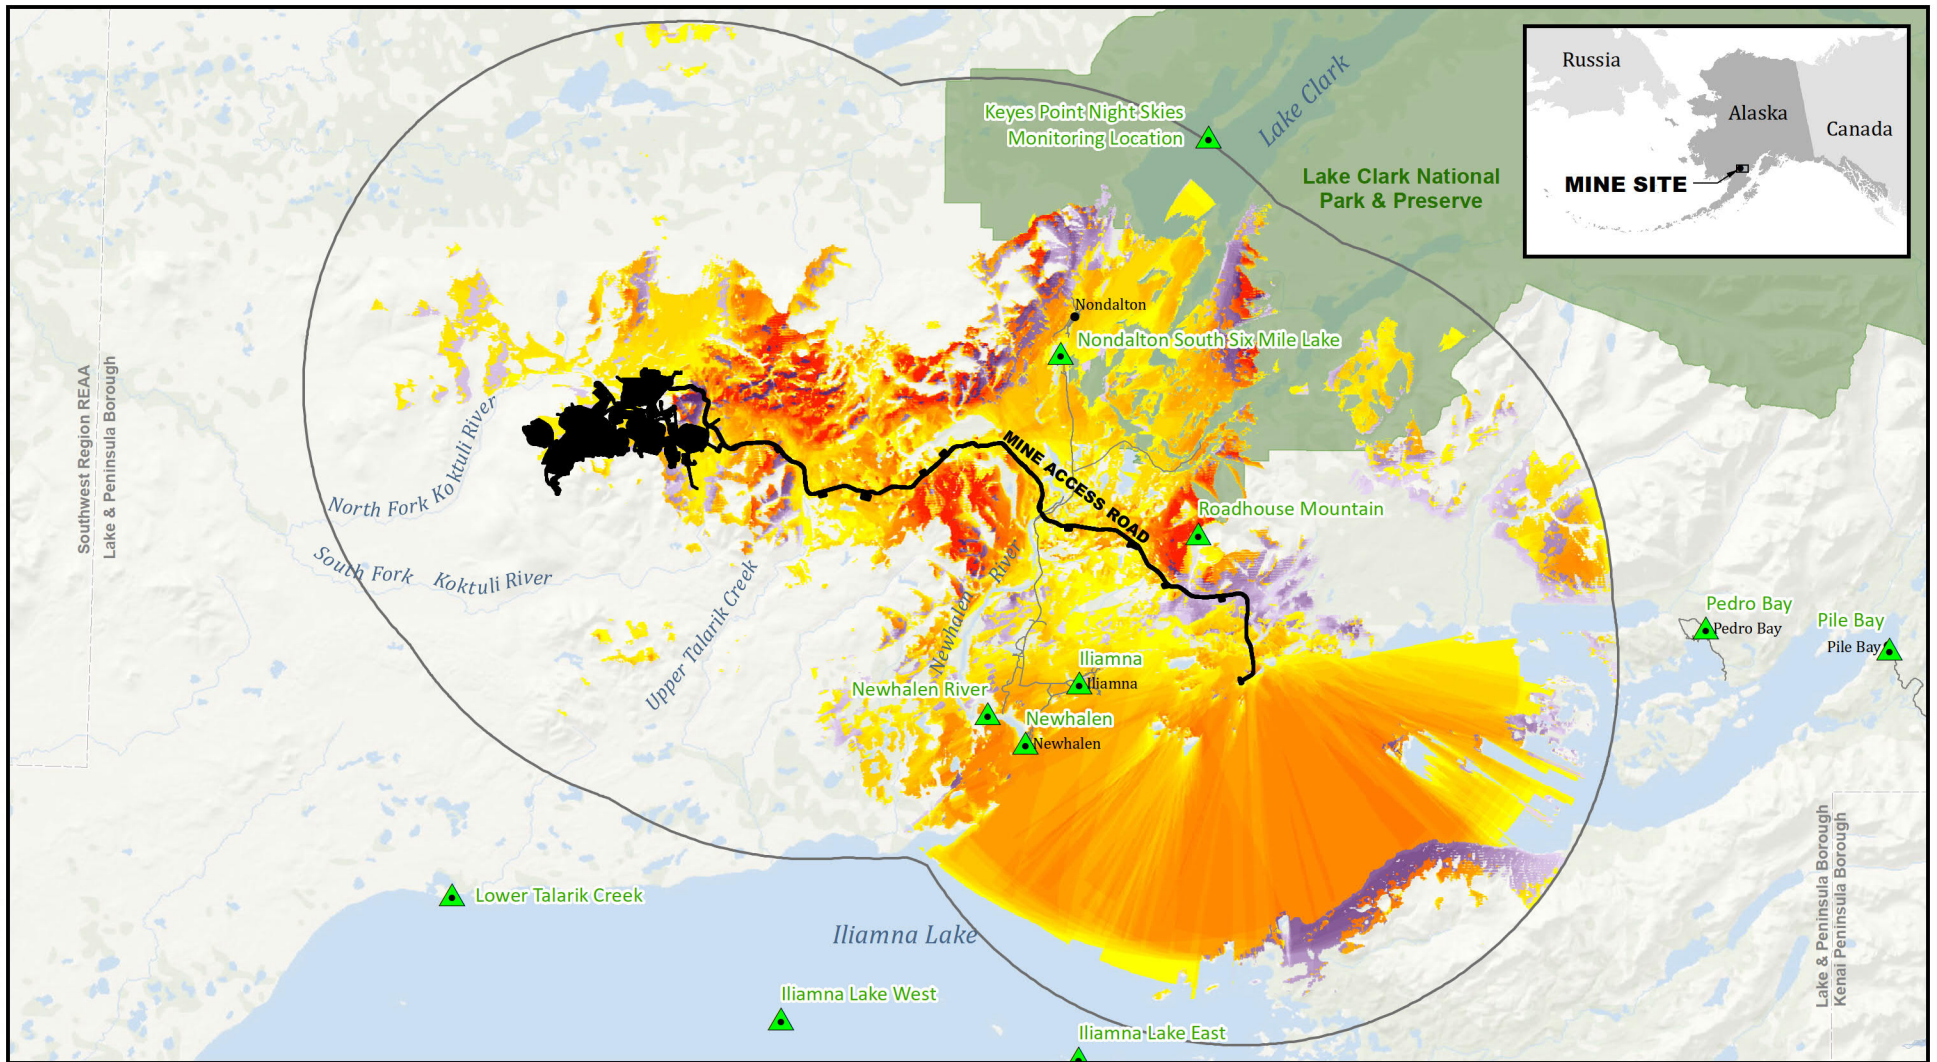 Russia
Alaska
Canada
MINE SITE
Keyes Point Night Skies
Monitoring Location
Lake Clark
Lake Clark National
Park & Preserve
Nondalton
Nondalton South Six Mile Lake
Southwest Region REAA
Lake & Peninsula Borough
North Fork Koktuli River
MINE ACCESS ROAD
Roadhouse Mountain
South Fork Koktuli River
Upper Talarik Creek
Newhalen River
Pedro Bay
Pedro Bay
Pile Bay
Pile Bay
Iliamna
Iliamna
Newhalen River
Newhalen
Newhalen
Lower Talarik Creek
Iliamna Lake
Lake & Peninsula Borough
Kenai Peninsula Borough
Iliamna Lake West
Iliamna Lake East